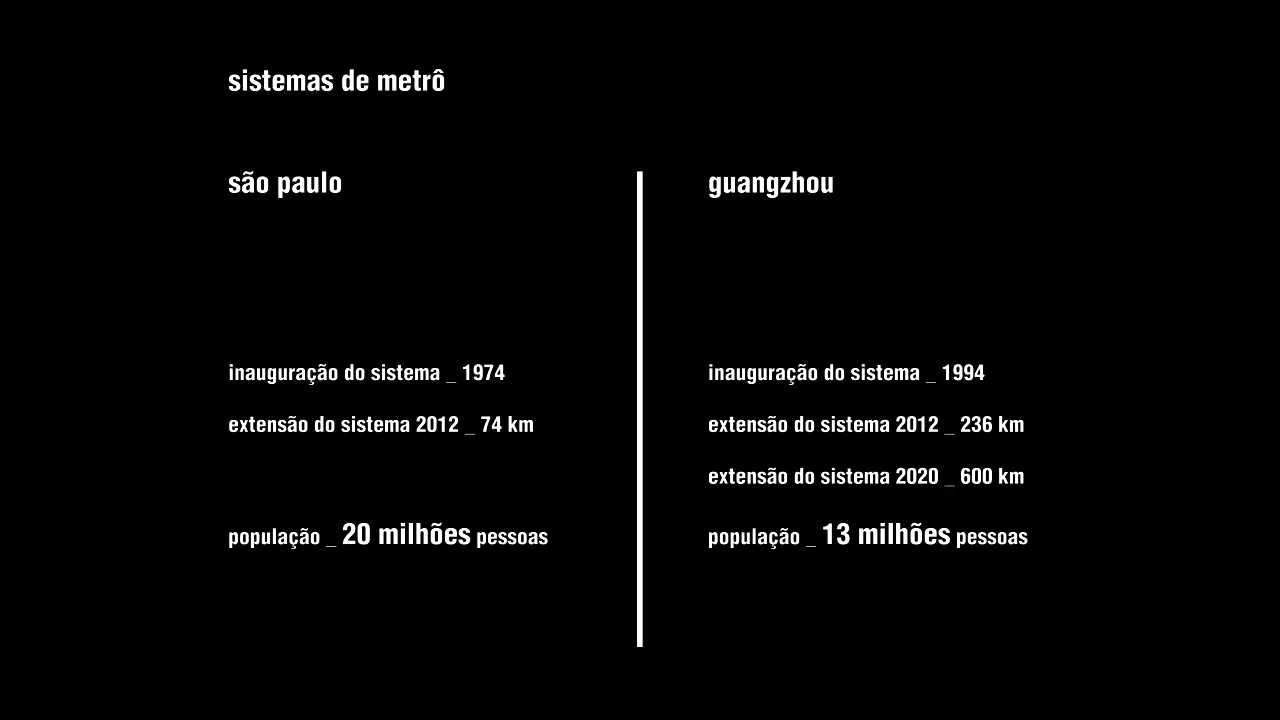 sistemas de metrô
são paulo
inauguração do sistema _ 1974
extensão do sistema 2012 _ 74 km
população _ 20 milhões pessoas
guangzhou
inauguração do sistema _ 1994
extensão do sistema 2012 _ 236 km
extensão do sistema 2020 _ 600 km
população _ 13 milhões pessoas